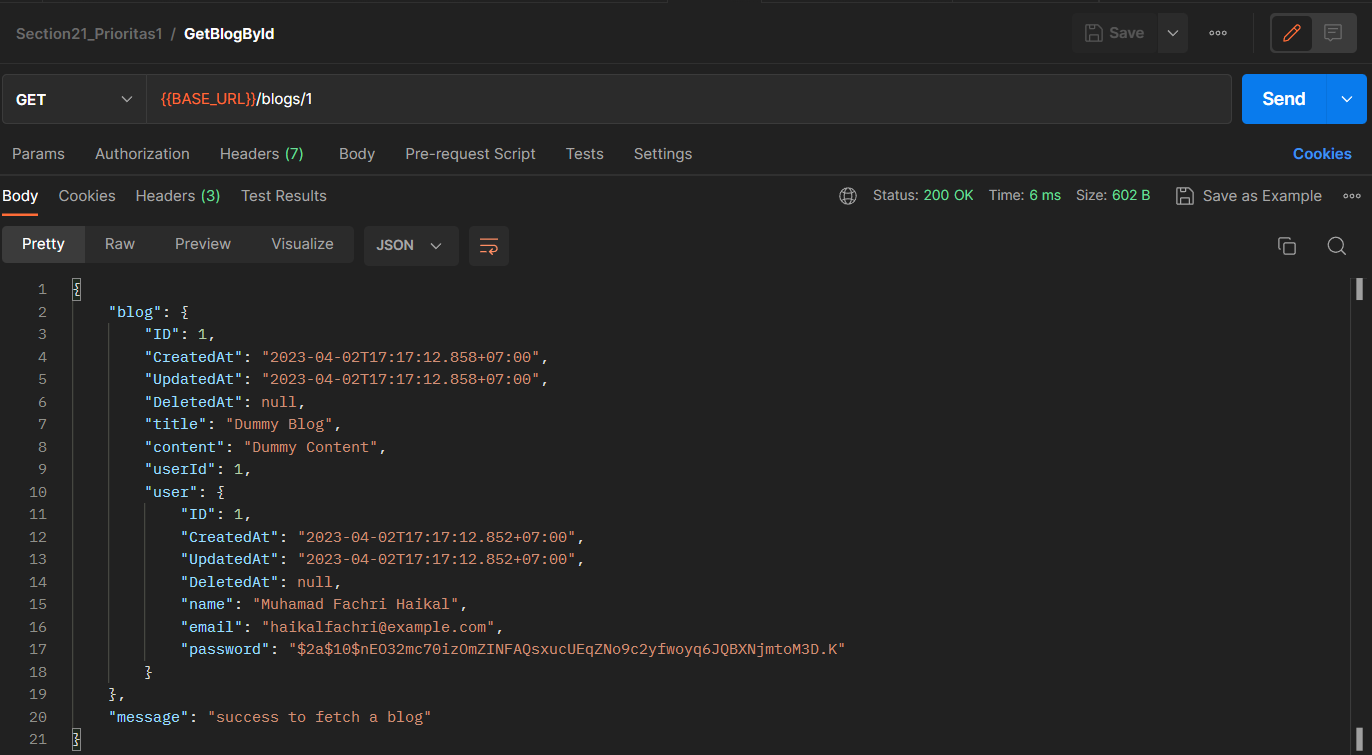 Section21_Prioritas1 / GetBlogById
Save
GET {{BASE_URL}}/blogs/1 Send
Params Authorization Headers (7) Body Pre-request Script Tests Settings Cookies
Body Cookies Headers (3) Test Results Status: 200 OK Time: 6 ms Size: 602 B Save as Example
Pretty Raw Preview Visualize JSON
1 {
2 "blog": {
3 "ID": 1,
4 "CreatedAt": "2023-04-02T17:17:12.858+07:00",
5 "UpdatedAt": "2023-04-02T17:17:12.858+07:00",
6 "DeletedAt": null,
7 "title": "Dummy Blog",
8 "content": "Dummy Content",
9 "userId": 1,
10 "user": {
11 "ID": 1,
12 "CreatedAt": "2023-04-02T17:17:12.852+07:00",
13 "UpdatedAt": "2023-04-02T17:17:12.852+07:00",
14 "DeletedAt": null,
15 "name": "Muhamad Fachri Haikal",
16 "email": "haikalfachri@example.com",
17 "password": "$2a$10$nEO32mc70izOmZINFAQsxucUEqZNo9c2yfwoyq6JQBXNjmtoM3D.K"
18 }
19 },
20 "message": "success to fetch a blog"
21 }